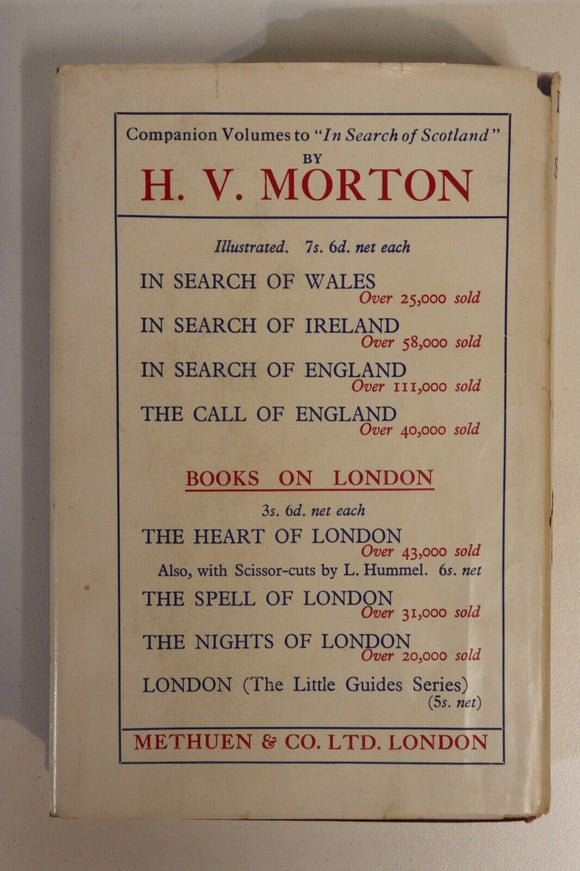 Companion Volumes to "In Search of Scotland"
BY
H. V. MORTON
Illustrated. 7s. 6d. net each
IN SEARCH OF WALES
Over 25,000 sold
IN SEARCH OF IRELAND
Over 58,000 sold
IN SEARCH OF ENGLAND
Over 111,000 sold
THE CALL OF ENGLAND
Over 40,000 sold
BOOKS ON LONDON
3s. 6d. net each
THE HEART OF LONDON
Over 43,000 sold
Also, with Scissor-cuts by L. Hummel. 6s. net
THE SPELL OF LONDON
Over 31,000 sold
THE NIGHTS OF LONDON
Over 20,000 sold
LONDON (The Little Guides Series)
(5s. net)
METHUEN & CO. LTD. LONDON